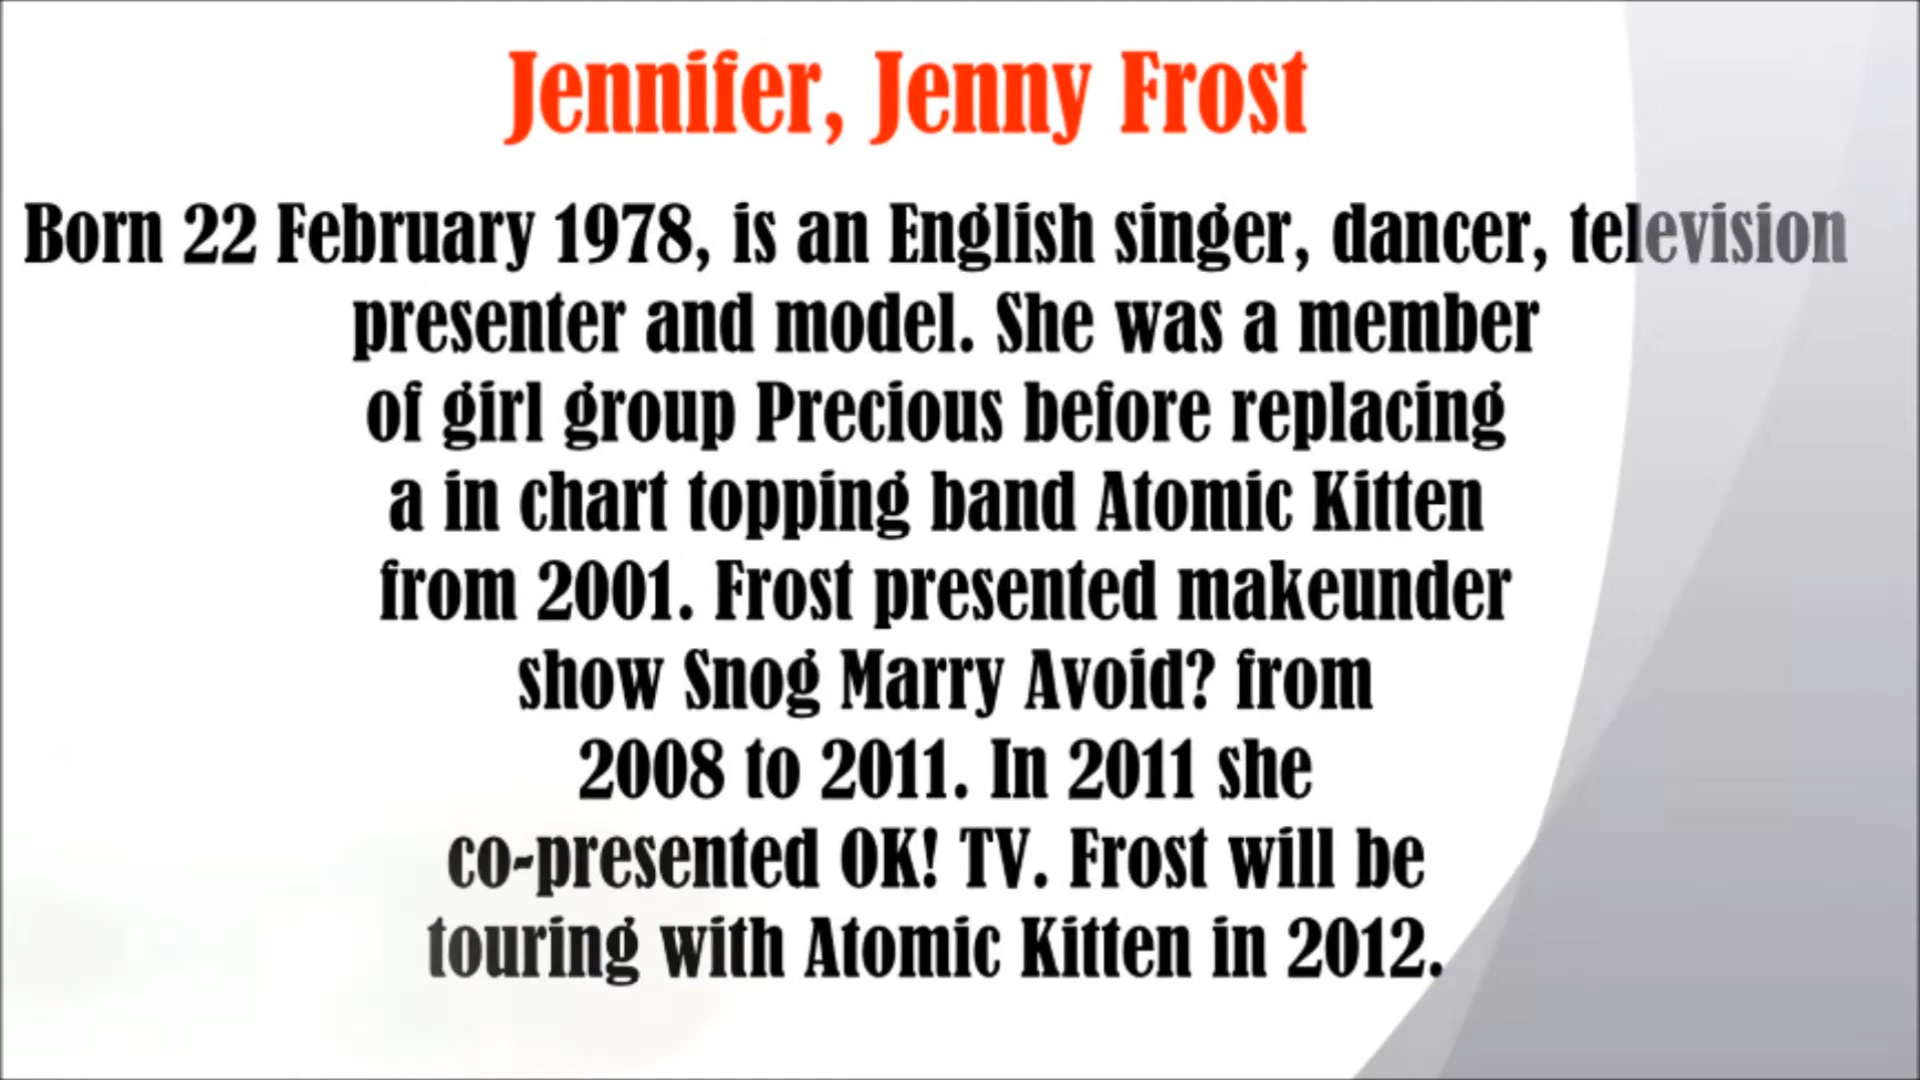 Jennifer, Jenny Frost
Born 22 February 1978, is an English singer, dancer, television
presenter and model. She was a member
of girl group Precious before replacing
a in chart topping band Atomic Kitten
from 2001. Frost presented makeunder
show Snog Marry Avoid? from
2008 to 2011. In 2011 she
co-presented OK! TV. Frost will be
touring with Atomic Kitten in 2012.